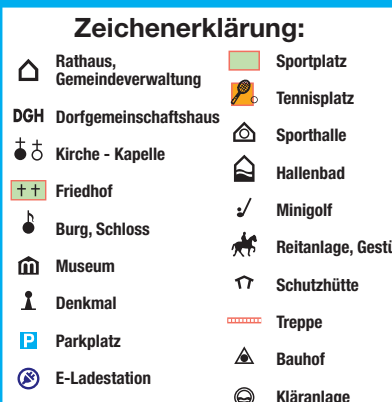 Zeichenerklärung:
Rathaus,
Gemeindeverwaltung
DGH Dorfgemeinschaftshaus
Kirche - Kapelle
Friedhof
Burg, Schloss
Museum
Denkmal
P Parkplatz
E-Ladestation
Sportplatz
Tennisplatz
Sporthalle
Hallenbad
Minigolf
Reitanlage,
Schutzhütte
Treppe
Bauhof
Kläranlage